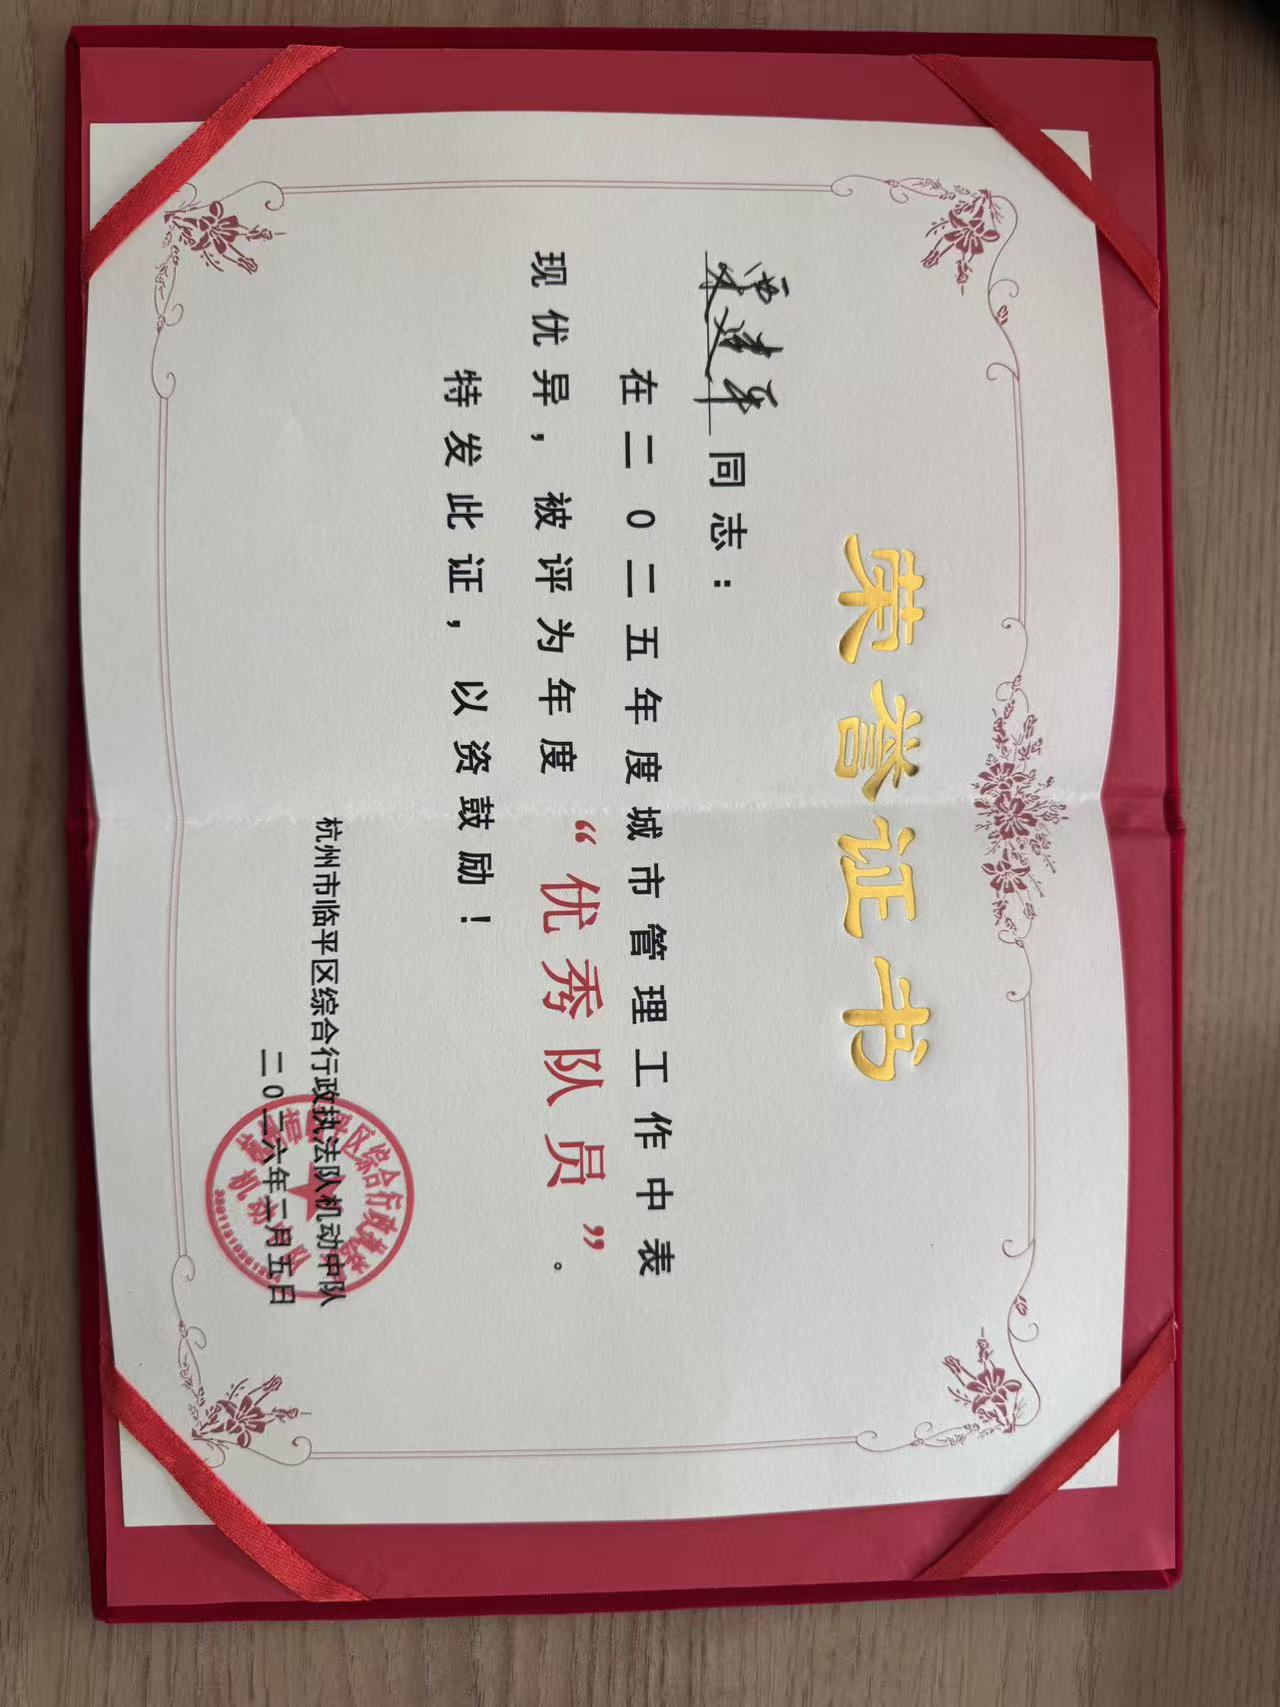 荣誉证书
同志：
在二0二五年度城市管理工作中表
现优异，被评为年度“优秀队员”。
特发此证，以资鼓励！
杭州市临平区综合行政执法队机动中队
二0二六年二月五日